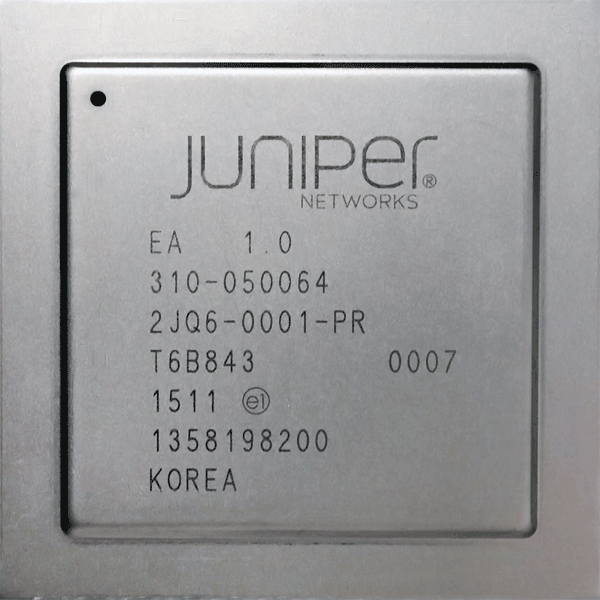 Juniper®
NETWORKS
EA 1.0
310-050064
2JQ6-0001-PR
T6B843 0007
1511 e1
1358198200
KOREA